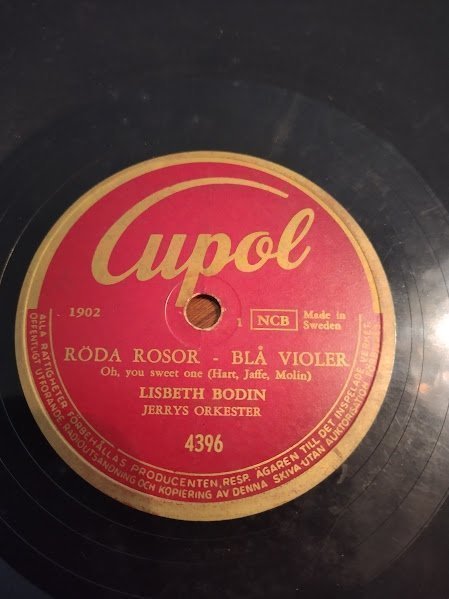 Cupol
1902
1 NCB Made in
Sweden
RÖDA ROSOR - BLÅ VIOLER
Oh, you sweet one (Hart, Jaffe, Molin)
LISBETH BODIN
JERRYS ORKESTER
4396
ALLA RÄTTIGHETER FÖRBEHÅLLAS PRODUCENTEN, RESP. ÄGAREN TILL DET INSPELADE VERKET.
OFFENTLIGT UTFÖRANDE RADIOUTSÄNDNING OCH KOPIERING AV DENNA SKIVA UTAN AUKTORISATION